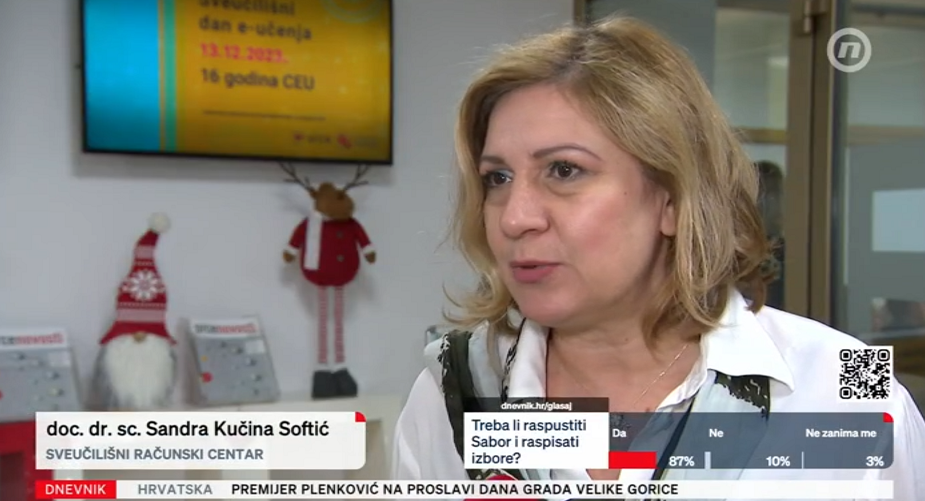 sveučilišni
dan e-učenja
13.12.2023.
16 godina CEU
doc. dr. sc. Sandra Kučina Softić
SVEUČILIŠNI RAČUNSKI CENTAR
dnevnik.hr/glasaj
Treba li raspustiti
Sabor i raspisati
izbore?
Da
87%
Ne
10%
Ne zanima me
3%
DNEVNIK HRVATSKA PREMIJER PLENKOVIĆ NA PROSLAVI DANA GRADA VELIKE GORICE